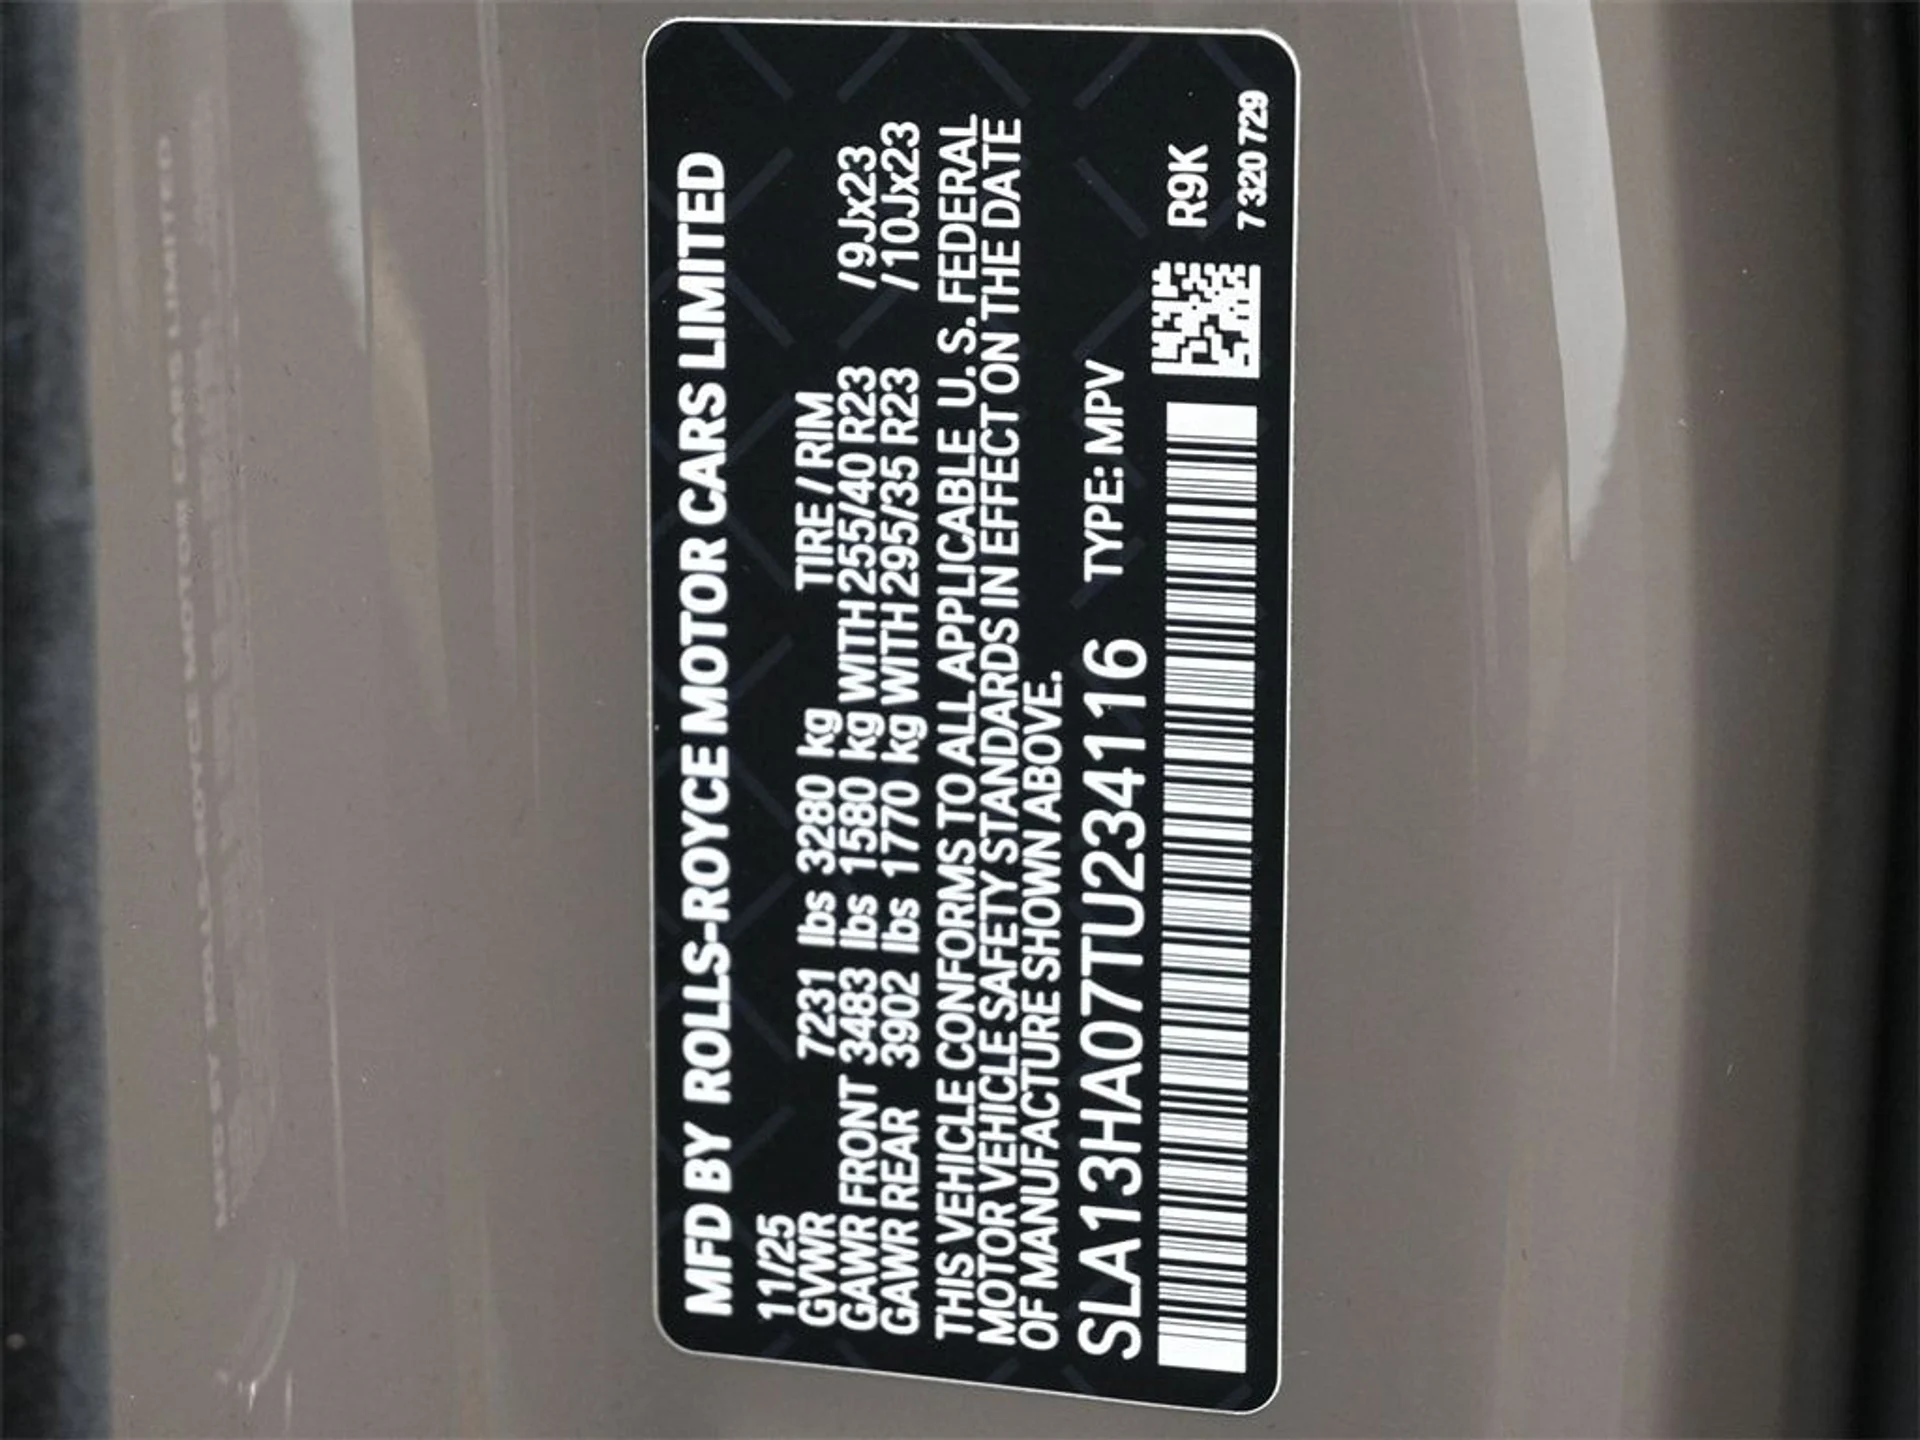 MFD BY ROLLS-ROYCE MOTOR CARS LIMITED
11/25
GVWR 7231 lbs 3280 kg TIRE / RIM
GAWR FRONT 3483 lbs 1580 kg WITH 255/40 R23 /9Jx23
GAWR REAR 3902 lbs 1770 kg WITH 295/35 R23 /10Jx23
THIS VEHICLE CONFORMS TO ALL APPLICABLE U. S. FEDERAL
MOTOR VEHICLE SAFETY STANDARDS IN EFFECT ON THE DATE
OF MANUFACTURE SHOWN ABOVE.
SLA13HA07TU234116 TYPE: MPV
R9K
7 320 729